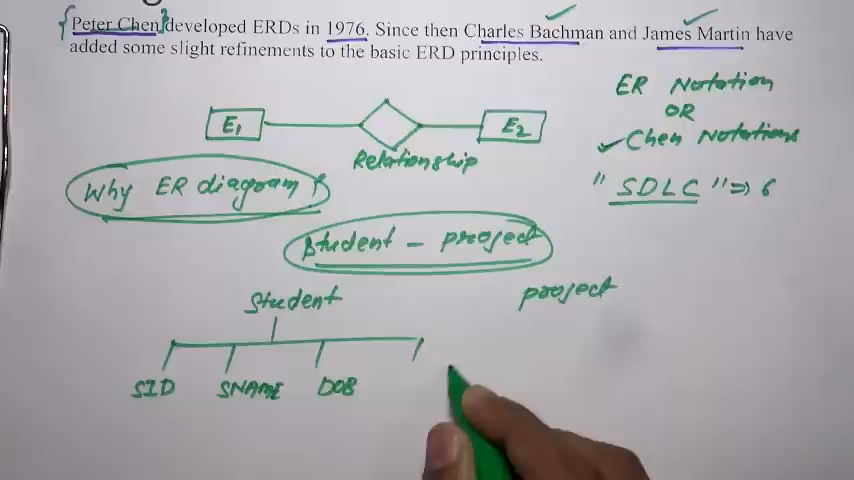 {Peter Chen} developed ERDs in 1976. Since then Charles Bachman and James Martin have
added some slight refinements to the basic ERD principles.
ER Notation
OR
Chen Notations
E1
E2
Relationship
Why ER diagram ?
" SDLC " => 6
Student - project
Student
project
SID SNAME DOB